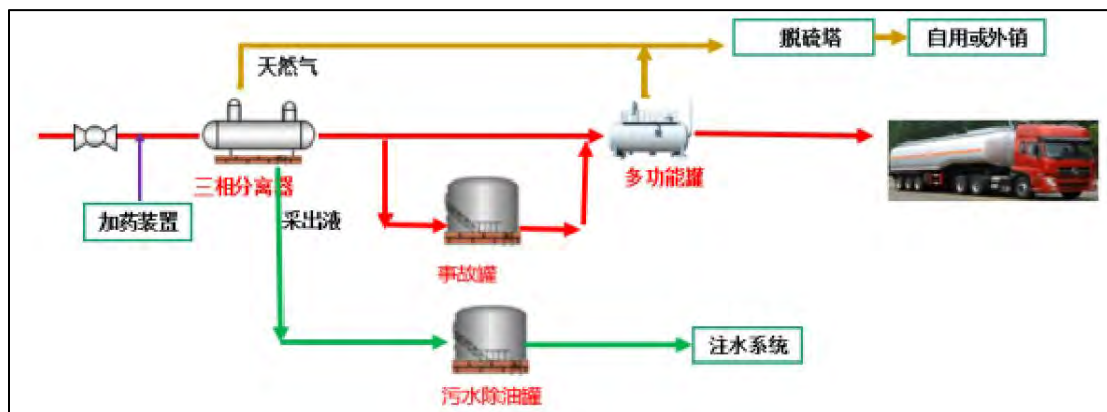 脱硫塔
自用或外销
天然气
三相分离器
多功能罐
加药装置
采出液
事故罐
注水系统
污水除油罐